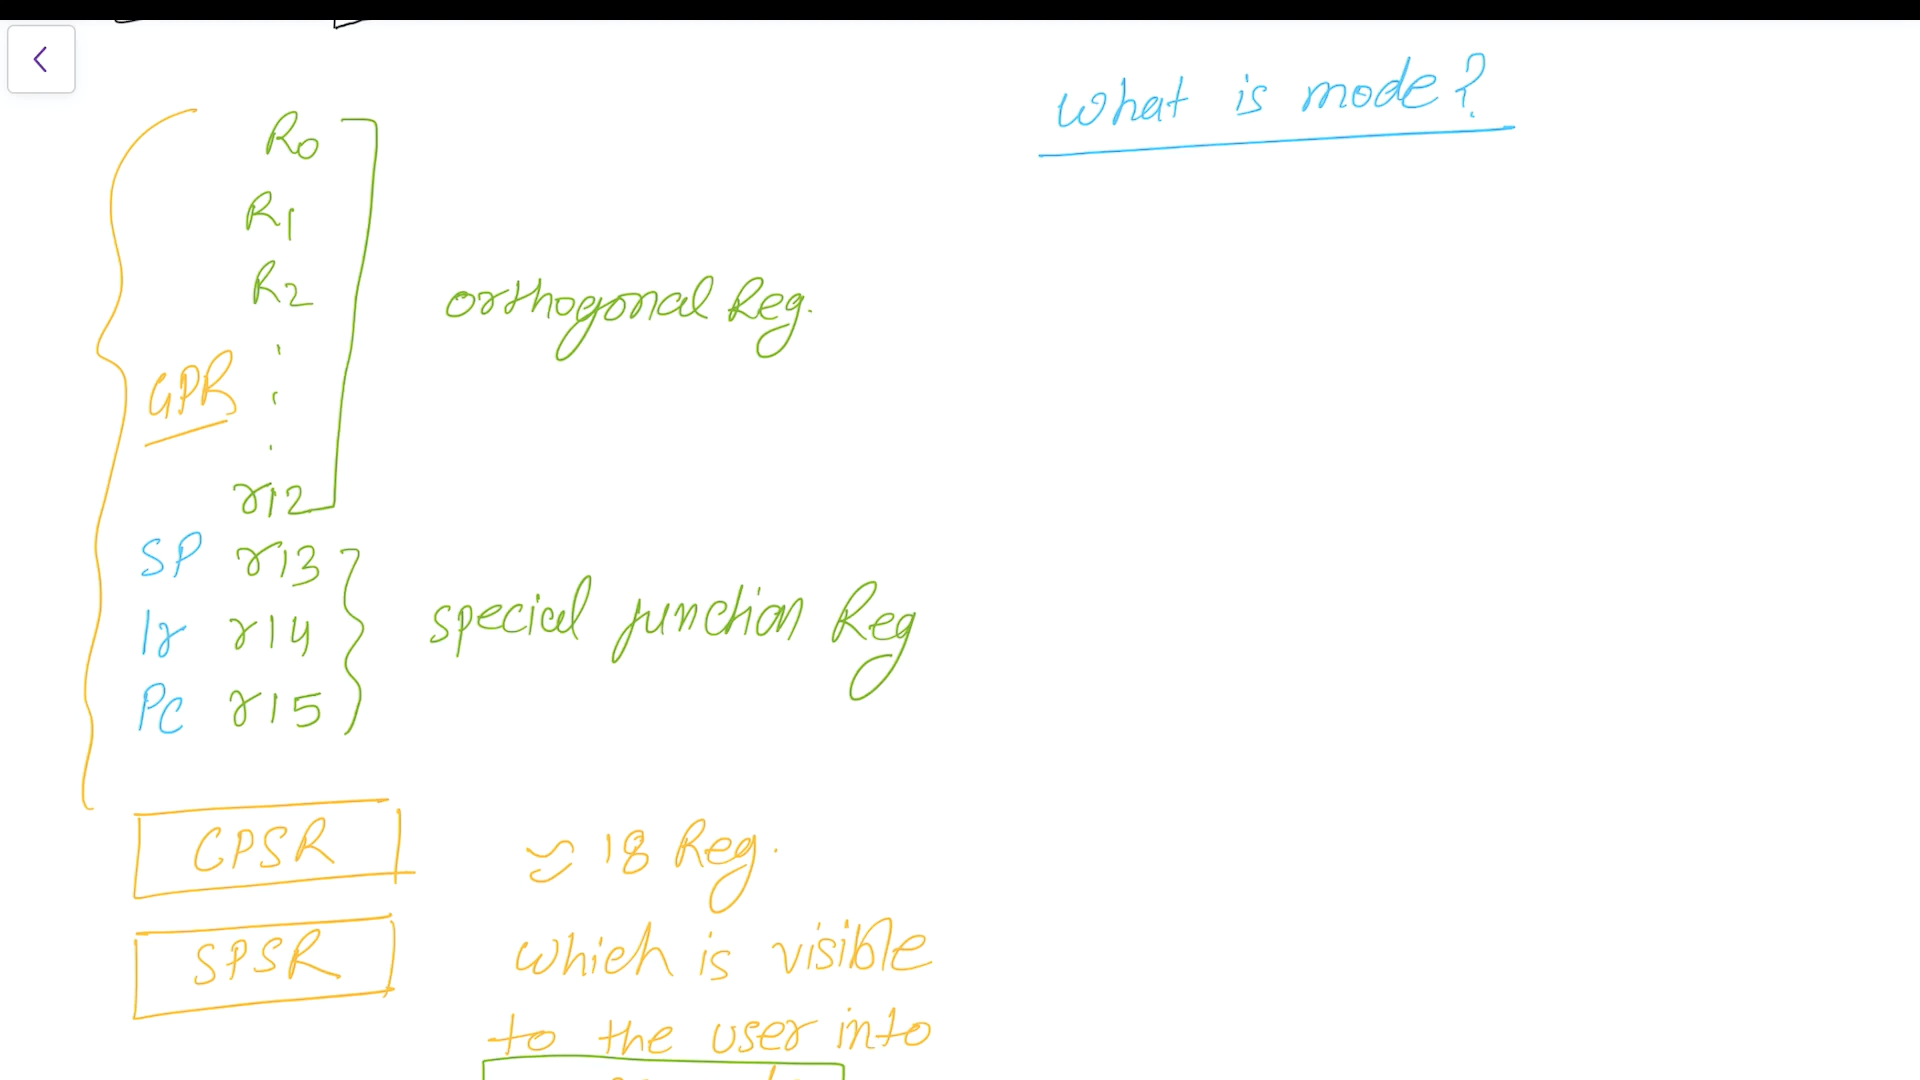 What is mode?
R0
R1
R2
orthogonal Reg.
GPR
r12
SP r13
lr r14
special function Reg
PC r15
CPSR
≈ 18 Reg.
SPSR
which is visible
to the user into